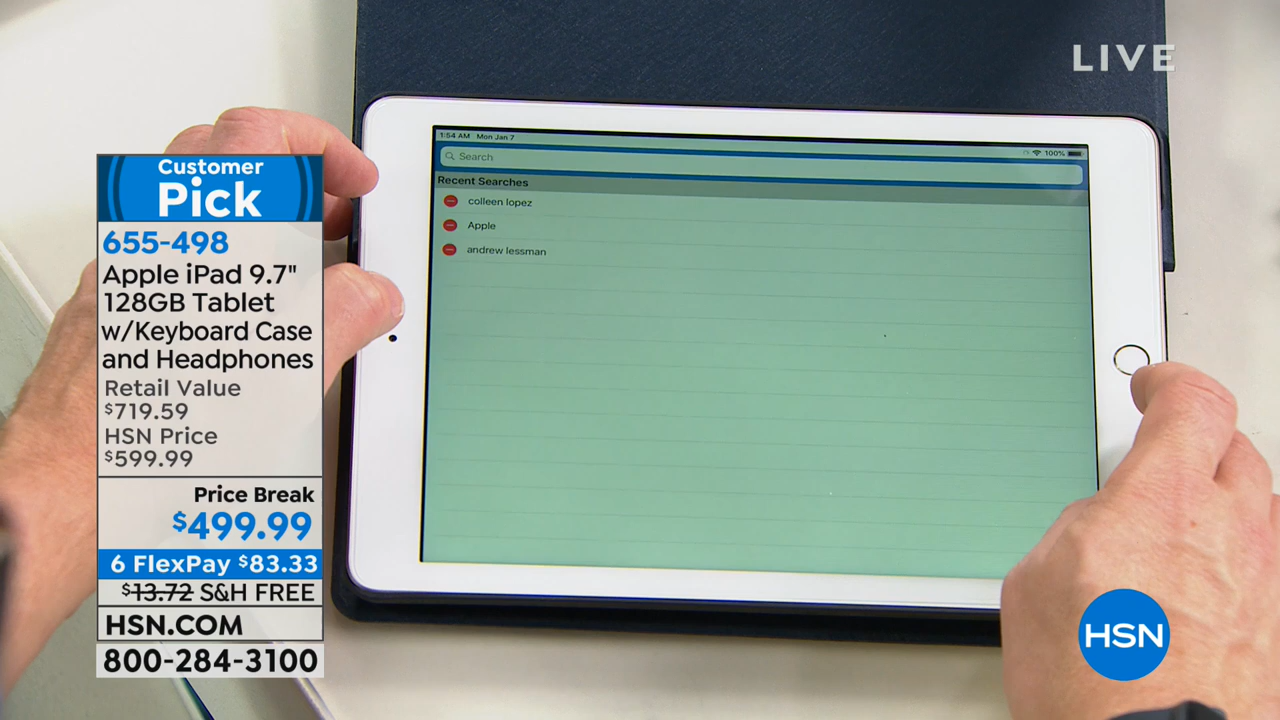 LIVE
Customer
Pick
655-498
Apple iPad 9.7"
128GB Tablet
w/Keyboard Case
and Headphones
Retail Value
$719.59
HSN Price
$599.99
Price Break
$499.99
6 FlexPay $83.33
$13.72 S&H FREE
HSN.COM
800-284-3100
1:54 AM Mon Jan 7
100%
Search
Recent Searches
colleen lopez
Apple
andrew lessman
HSN